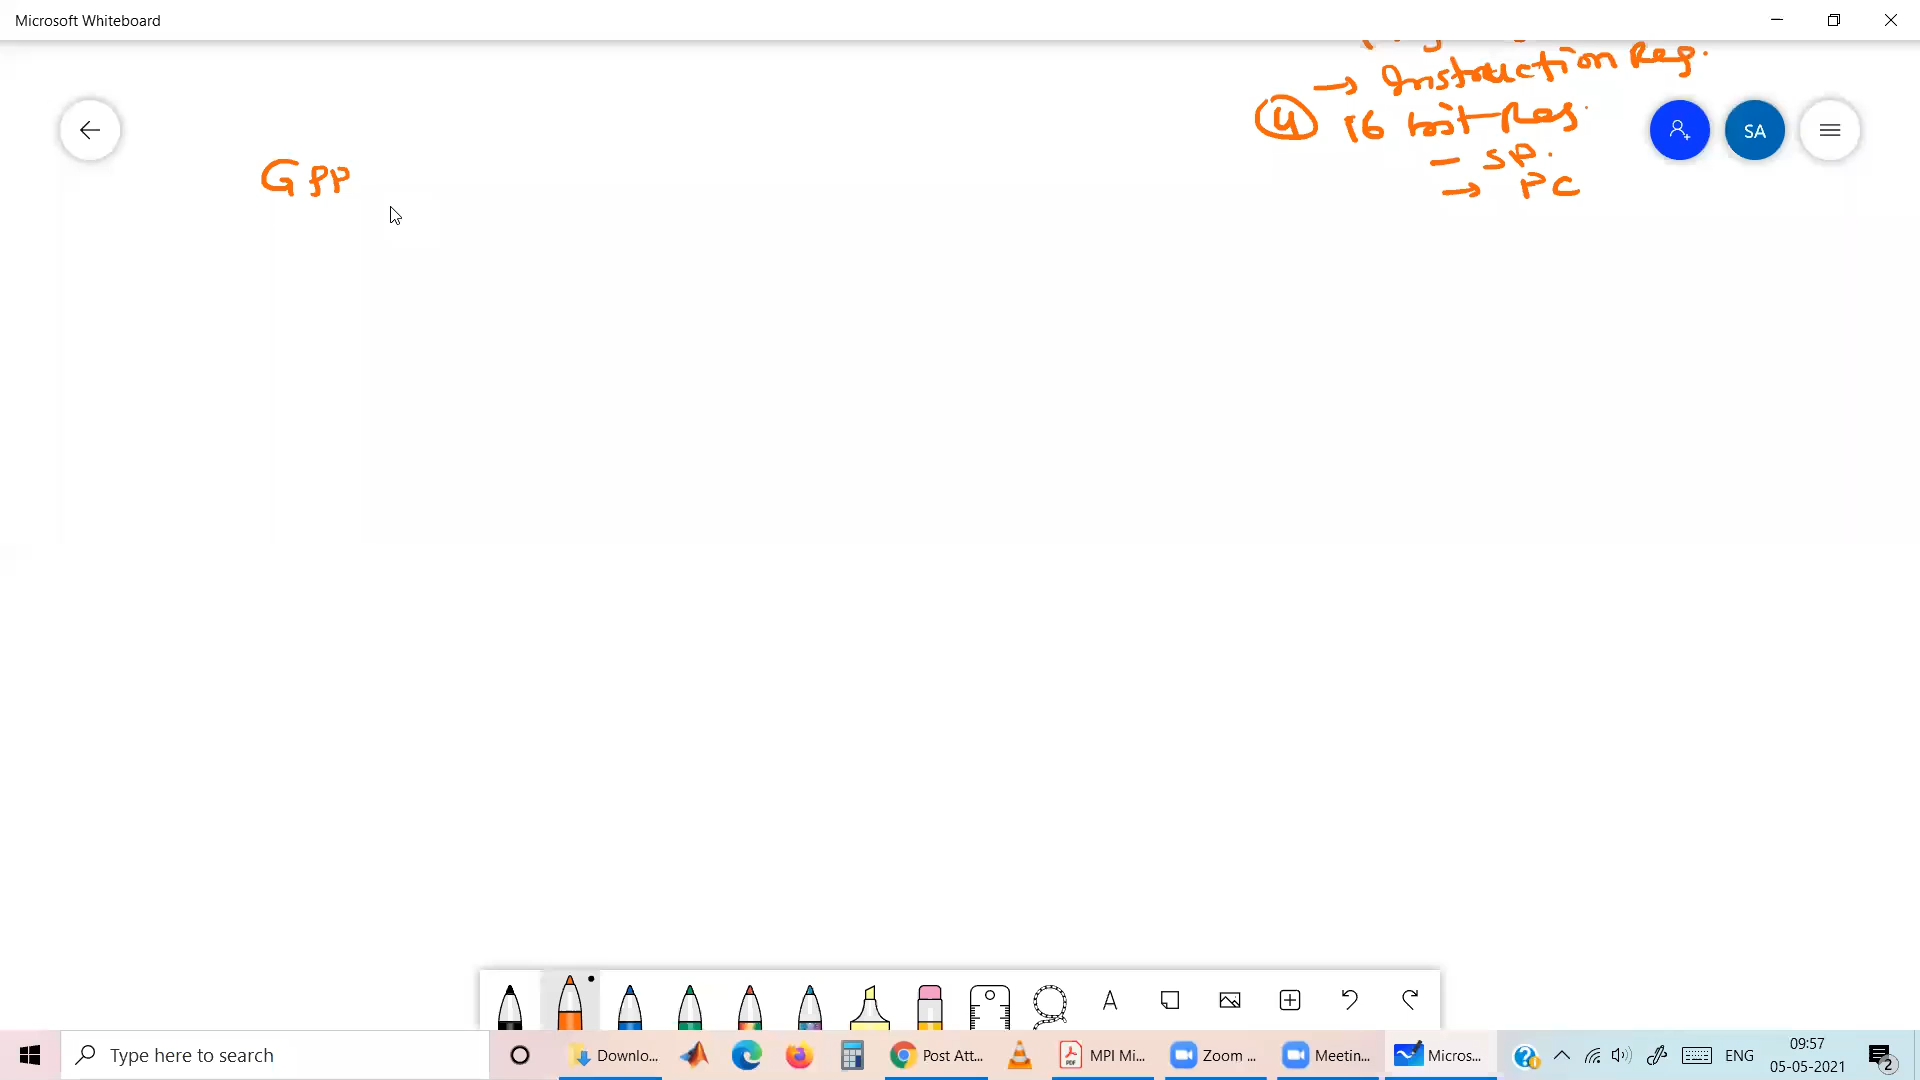 Microsoft Whiteboard
→ Instruction Reg.
④ 16 bit Reg.
- SP.
→ PC
SA
GPP
A
Type here to search
Downlo...
Post Att...
MPI Mi...
Zoom ...
Meetin...
Micros...
ENG
09:57
05-05-2021
2